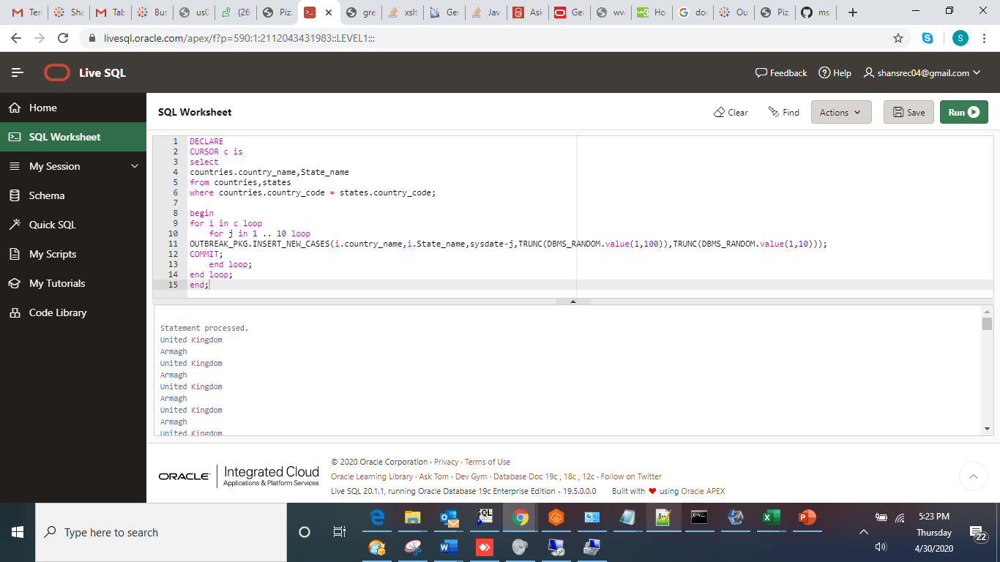 Ter
Sha
Tab
Bus
us0
(26
Piz
gre
xslt
Ger
Jav
Ask
Ge
ww
Ho
doc
Ou
Piz
ms
livesql.oracle.com/apex/f?p=590:1:2112043431983::LEVEL1:::
S
Live SQL
Feedback
Help
shansrec04@gmail.com
Home
SQL Worksheet
My Session
Schema
Quick SQL
My Scripts
My Tutorials
Code Library
SQL Worksheet
Clear
Find
Actions
Save
Run
1 DECLARE
2 CURSOR c is
3 select
4 countries.country_name,State_name
5 from countries,states
6 where countries.country_code = states.country_code;
7
8 begin
9 for i in c loop
10 for j in 1 .. 10 loop
11 OUTBREAK_PKG.INSERT_NEW_CASES(i.country_name,i.State_name,sysdate-j,TRUNC(DBMS_RANDOM.value(1,100)),TRUNC(DBMS_RANDOM.value(1,10)));
12 COMMIT;
13 end loop;
14 end loop;
15 end;
Statement processed.
United Kingdom
Armagh
United Kingdom
Armagh
United Kingdom
Armagh
United Kingdom
Armagh
United Kingdom
ORACLE
Integrated Cloud
Applications & Platform Services
© 2020 Oracle Corporation · Privacy · Terms of Use
Oracle Learning Library · Ask Tom · Dev Gym · Database Doc 19c , 18c , 12c · Follow on Twitter
Live SQL 20.1.1, running Oracle Database 19c Enterprise Edition - 19.5.0.0.0 Built with ❤ using Oracle APEX
Type here to search
SQL
5:23 PM
Thursday
4/30/2020
22